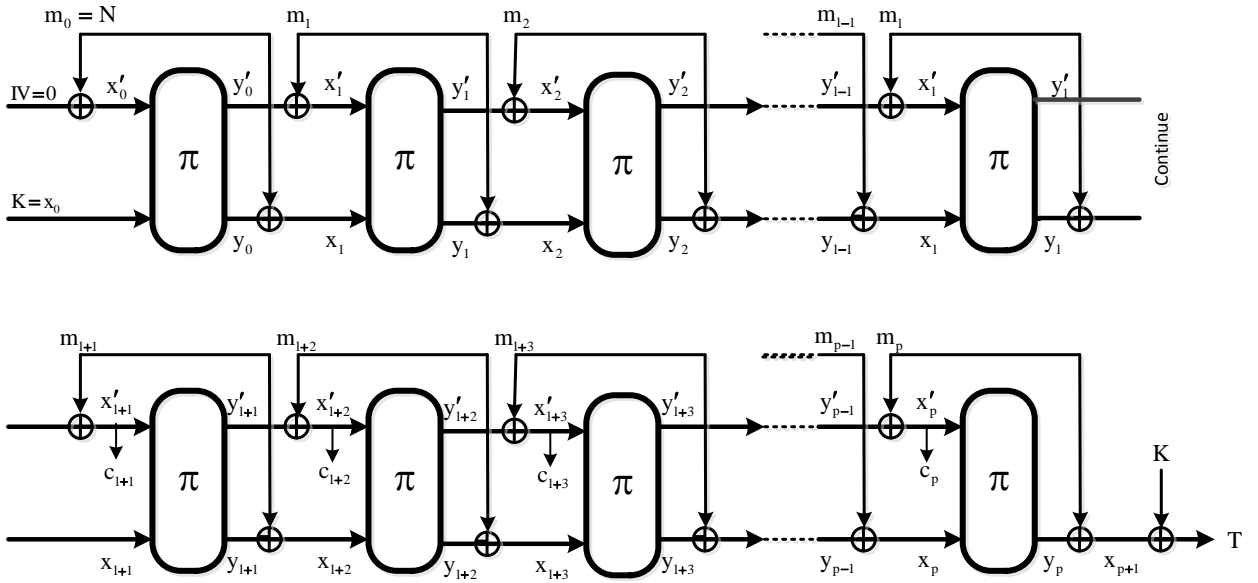 m₀ = N m₁ m₂ mₗ₋₁ mₗ
IV=0 x′₀ y′₀ x′₁ y′₁ x′₂ y′₂ y′ₗ₋₁ x′ₗ y′ₗ
π π π π
Continue
K=x₀ y₀ x₁ y₁ x₂ y₂ yₗ₋₁ xₗ yₗ
mₗ₊₁ mₗ₊₂ mₗ₊₃ mₚ₋₁ mₚ
x′ₗ₊₁ y′ₗ₊₁ x′ₗ₊₂ y′ₗ₊₂ x′ₗ₊₃ y′ₗ₊₃ y′ₚ₋₁ x′ₚ
cₗ₊₁ cₗ₊₂ cₗ₊₃ cₚ K
π π π π
T
xₗ₊₁ yₗ₊₁ xₗ₊₂ yₗ₊₂ xₗ₊₃ yₗ₊₃ yₚ₋₁ xₚ yₚ xₚ₊₁